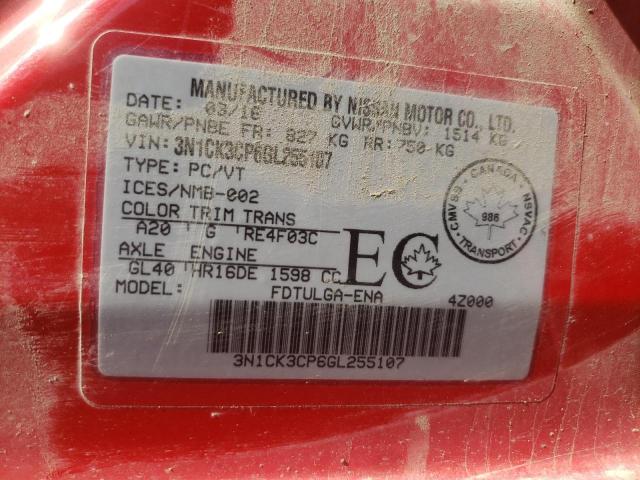 MANUFACTURED BY NISSAN MOTOR CO., LTD.
DATE: 03/16 GVWR/PNBV: 1514 KG
GAWR/PNBE FR: 827 KG RR: 750 KG
VIN: 3N1CK3CP6GL255107
TYPE: PC/VT
ICES/NMB-002
COLOR TRIM TRANS
A20 G RE4F03C
AXLE ENGINE
GL40 HR16DE 1598 CC
MODEL: FDTULGA-ENA 4Z000
EC
CMVSS · CANADA · NSVAC
986
· TRANSPORT ·
3N1CK3CP6GL255107